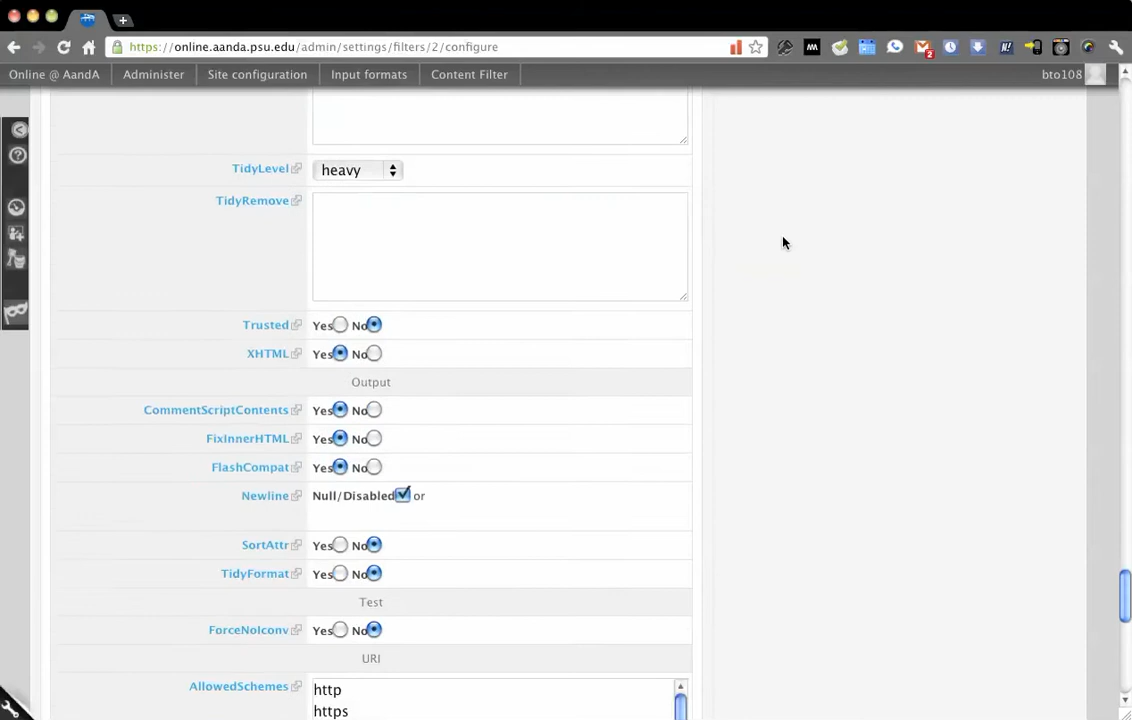 https://online.aanda.psu.edu/admin/settings/filters/2/configure
2
Online @ AandA Administer Site configuration Input formats Content Filter bto108
TidyLevel heavy
TidyRemove
Trusted Yes No
XHTML Yes No
Output
CommentScriptContents Yes No
FixInnerHTML Yes No
FlashCompat Yes No
Newline Null/Disabled or
SortAttr Yes No
TidyFormat Yes No
Test
ForceNoIconv Yes No
URI
AllowedSchemes http
https